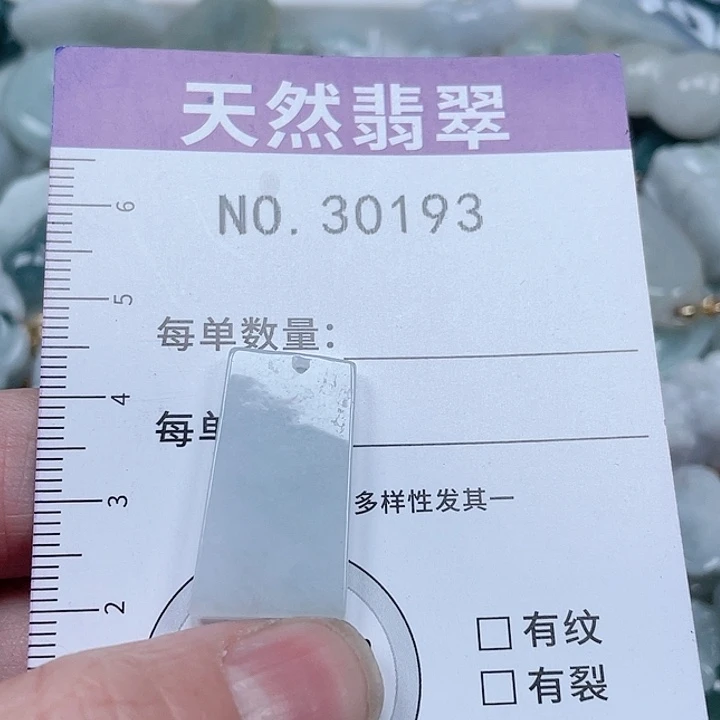 天然翡翠
NO. 30193
6
5
每单数量:
4
每单
多样性发其一
3
2
□ 有纹
□ 有裂